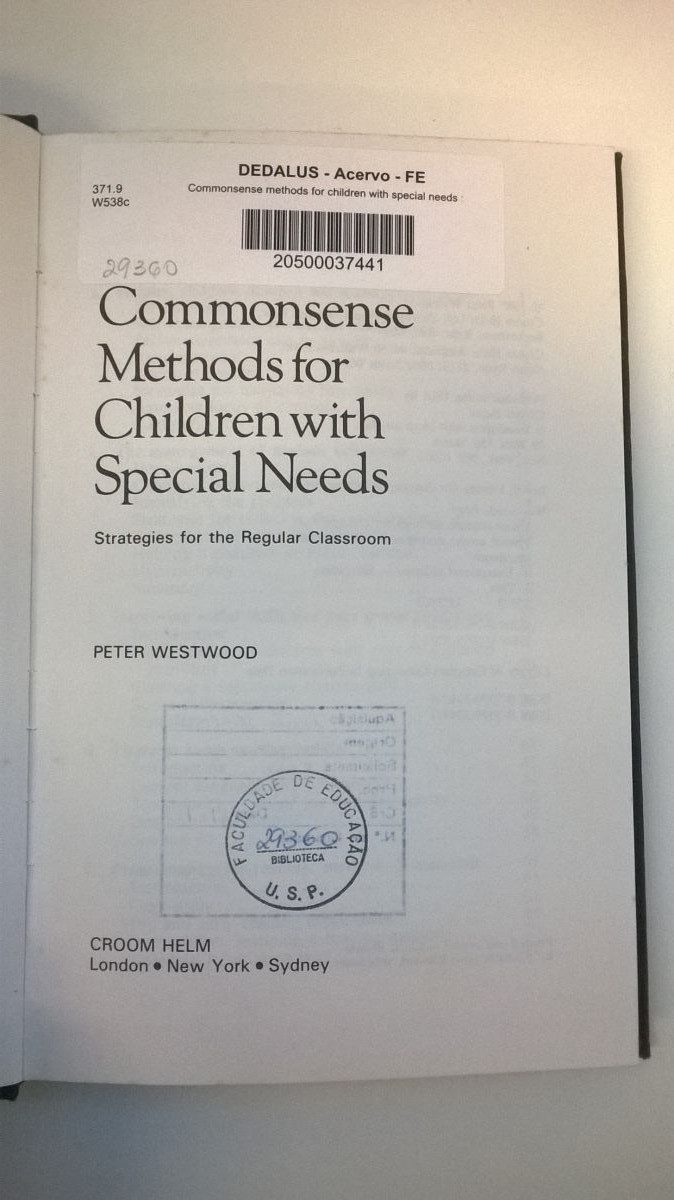 DEDALUS - Acervo - FE
371.9
W538c
Commonsense methods for children with special needs
20500037441
29360
Commonsense
Methods for
Children with
Special Needs
Strategies for the Regular Classroom
PETER WESTWOOD
FACULDADE DE EDUCAÇÃO
29360
BIBLIOTECA
U. S. P.
CROOM HELM
London • New York • Sydney